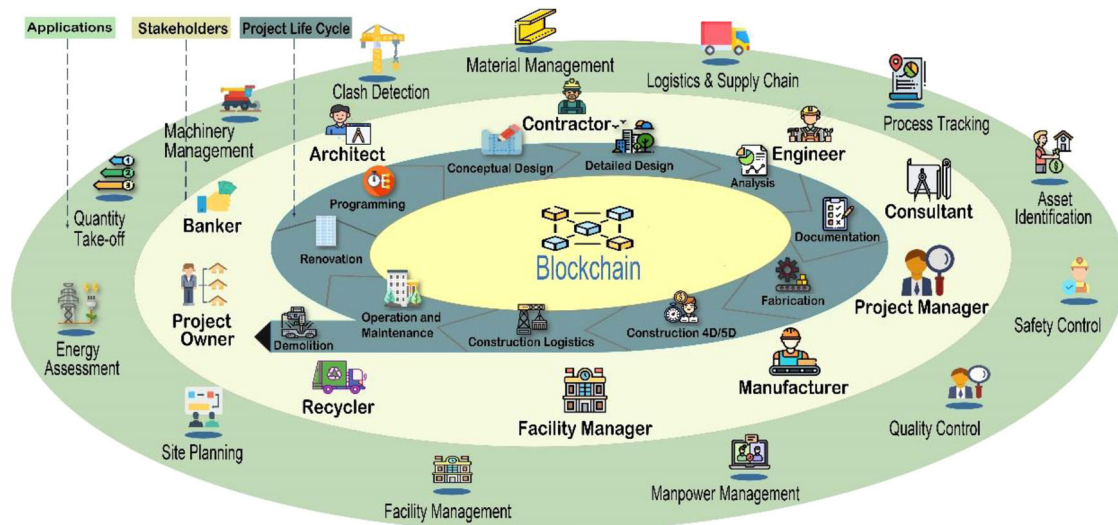 Applications
Stakeholders
Project Life Cycle
Clash Detection
Material Management
Logistics & Supply Chain
Process Tracking
Asset
Identification
Safety Control
Quality Control
Manpower Management
Facility Management
Site Planning
Energy
Assessment
Quantity
Take-off
Machinery
Management
Architect
Contractor
Engineer
Consultant
Project Manager
Manufacturer
Facility Manager
Recycler
Project
Owner
Banker
Programming
Conceptual Design
Detailed Design
Analysis
Documentation
Fabrication
Construction 4D/5D
Construction Logistics
Operation and
Maintenance
Demolition
Renovation
Blockchain
1
2
3
E